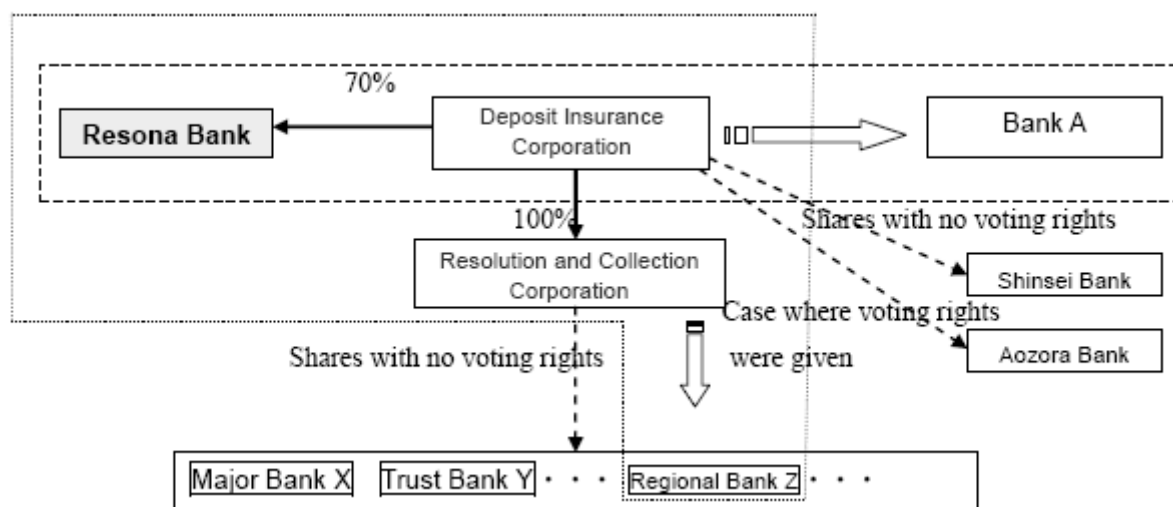 70%
Resona Bank
Deposit Insurance
Corporation
Bank A
100%
Shares with no voting rights
Resolution and Collection
Corporation
Shinsei Bank
Case where voting rights
were given
Shares with no voting rights
Aozora Bank
Major Bank X Trust Bank Y ・・・ Regional Bank Z ・・・